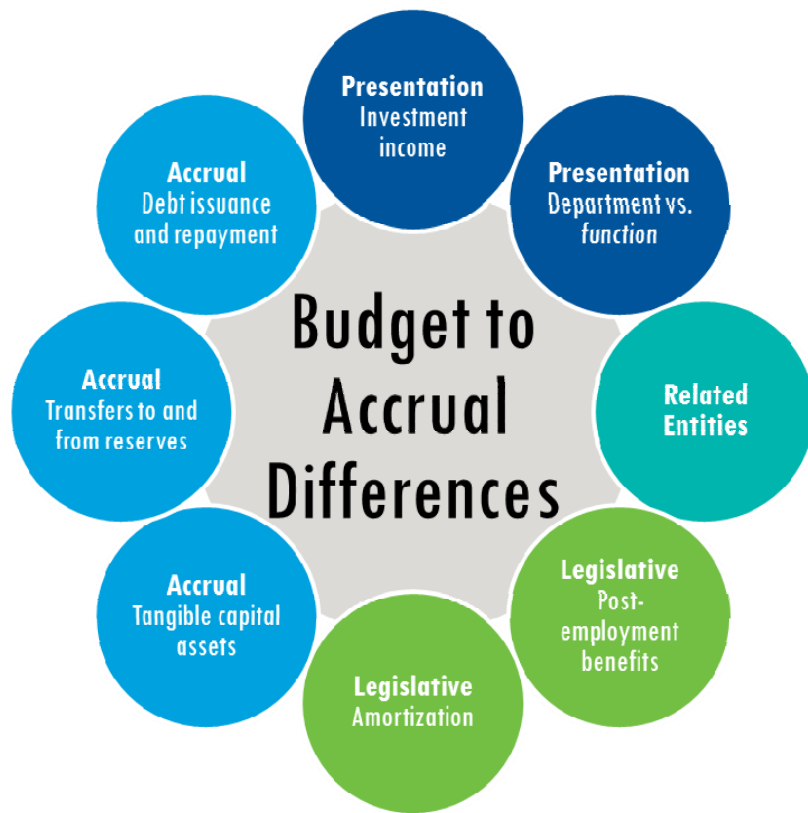 Presentation
Investment
income
Presentation
Department vs.
function
Related
Entities
Legislative
Post-
employment
benefits
Legislative
Amortization
Accrual
Tangible capital
assets
Accrual
Transfers to and
from reserves
Accrual
Debt issuance
and repayment
Budget to
Accrual
Differences